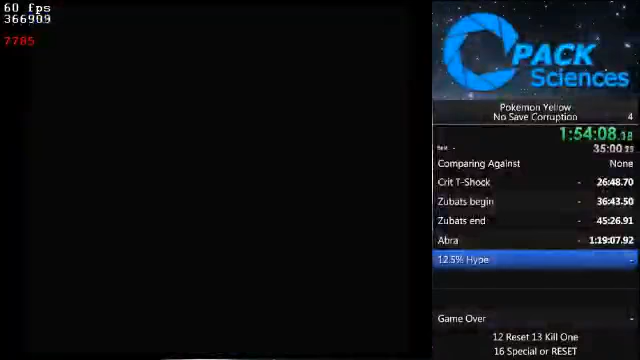 60 fps
366909
7785
PACK
Sciences
Pokemon Yellow
No Save Corruption 4
1:54:08.18
35:00
Comparing Against None
Crit T-Shock - 26:48.70
Zubats begin - 36:43.50
Zubats end - 45:26.91
Abra - 1:19:07.92
12.5% Hype -
Game Over -
12 Reset 13 Kill One
16 Special or RESET